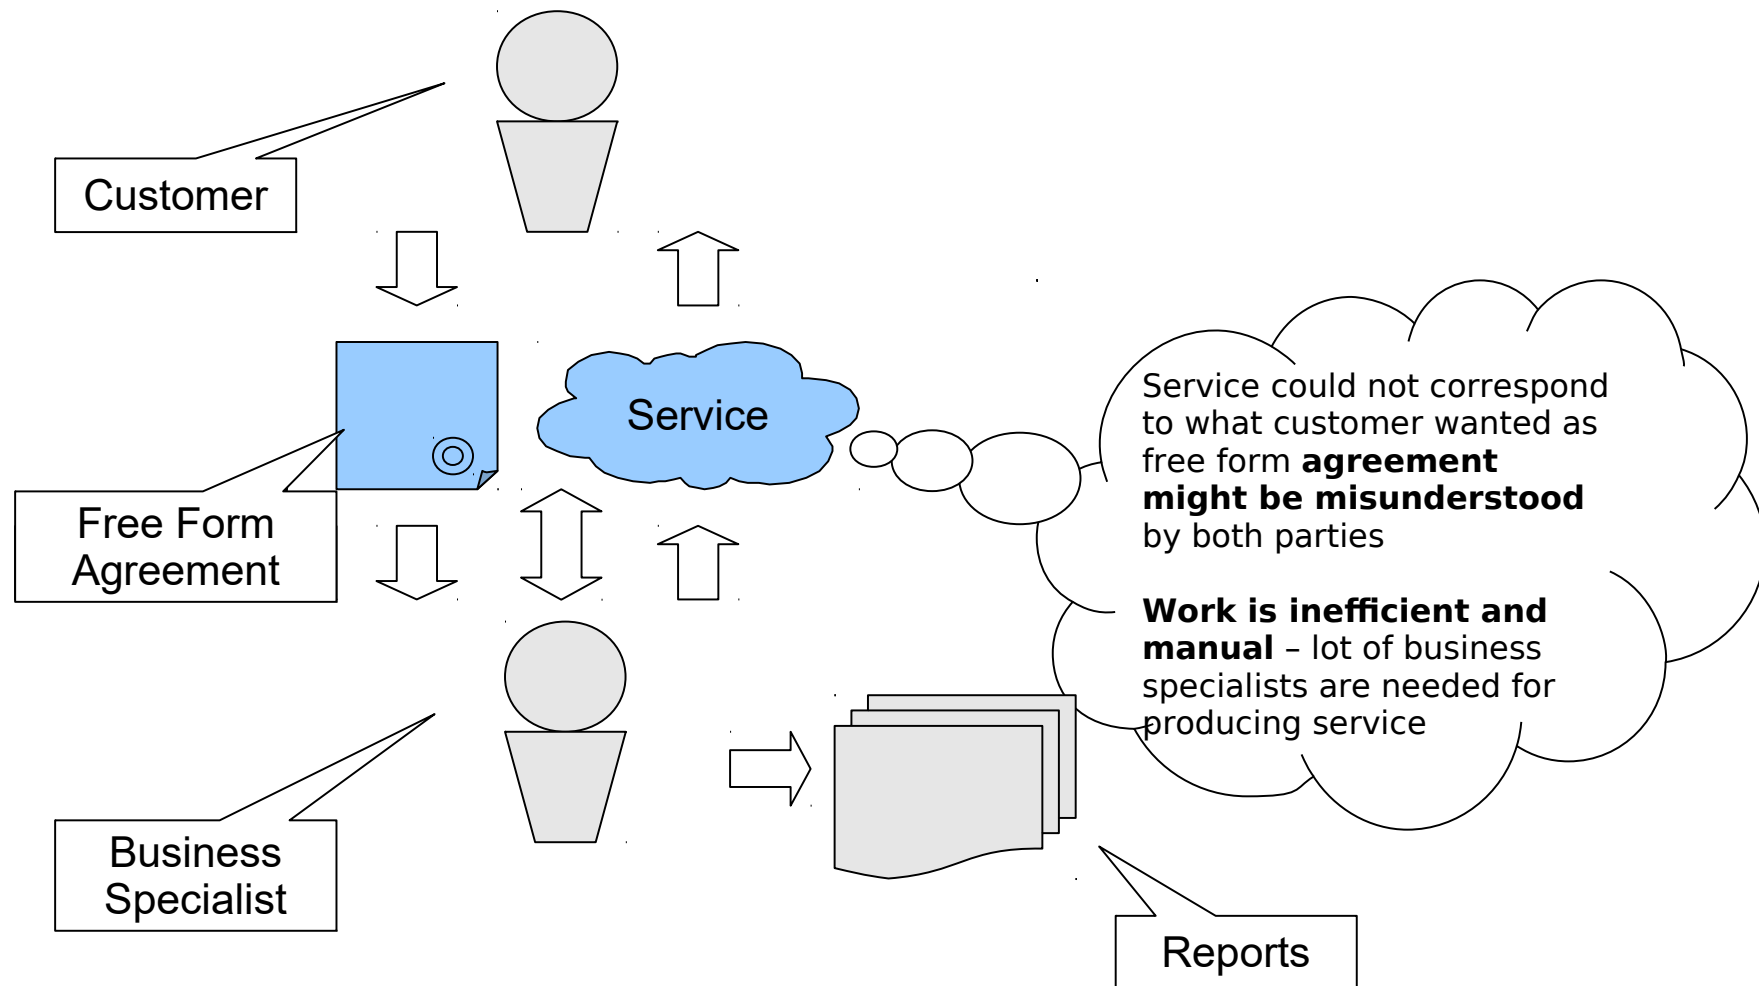 Customer
Service
Free Form
Agreement
Service could not correspond
to what customer wanted as
free form agreement
might be misunderstood
by both parties
Work is inefficient and
manual – lot of business
specialists are needed for
producing service
Business
Specialist
Reports